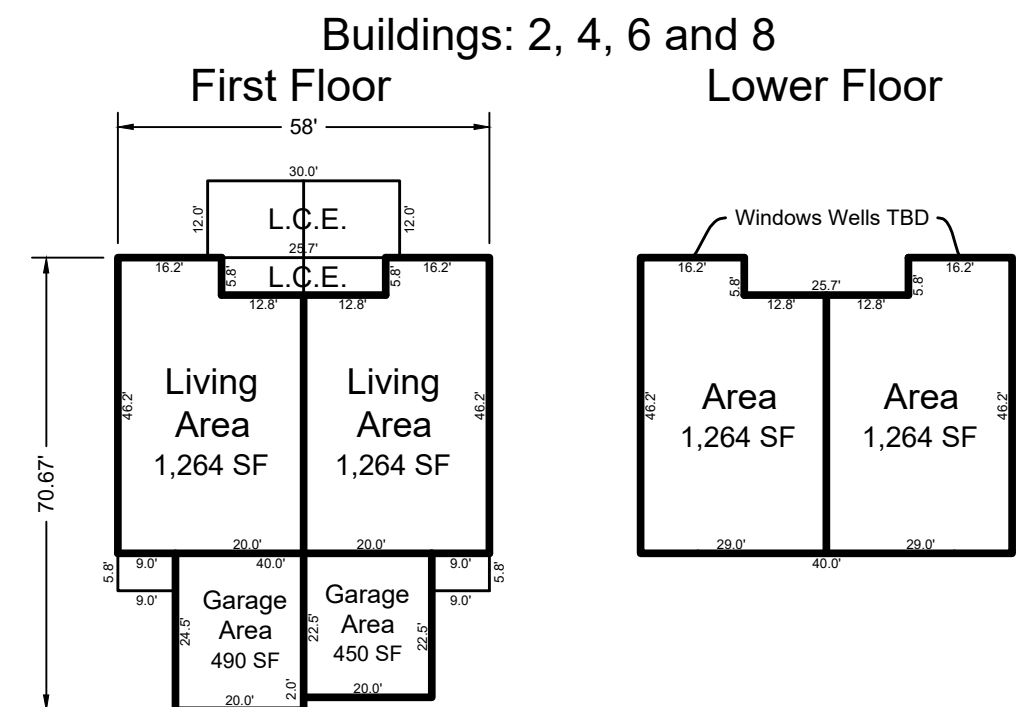 Buildings: 2, 4, 6 and 8
First Floor
Lower Floor
58'
30.0'
12.0'
L.C.E.
12.0'
25.7'
16.2'
5.8'
L.C.E.
5.8'
16.2'
12.8'
12.8'
Living
Area
1,264 SF
Living
Area
1,264 SF
46.2'
46.2'
70.67'
20.0'
20.0'
40.0'
5.8'
9.0'
9.0'
9.0'
9.0'
5.8'
Garage
Area
490 SF
Garage
Area
450 SF
24.5'
22.5'
22.5'
2.0'
20.0'
20.0'
Windows Wells TBD
16.2'
5.8'
25.7'
5.8'
16.2'
12.8'
12.8'
46.2'
Area
1,264 SF
Area
1,264 SF
46.2'
29.0'
29.0'
40.0'